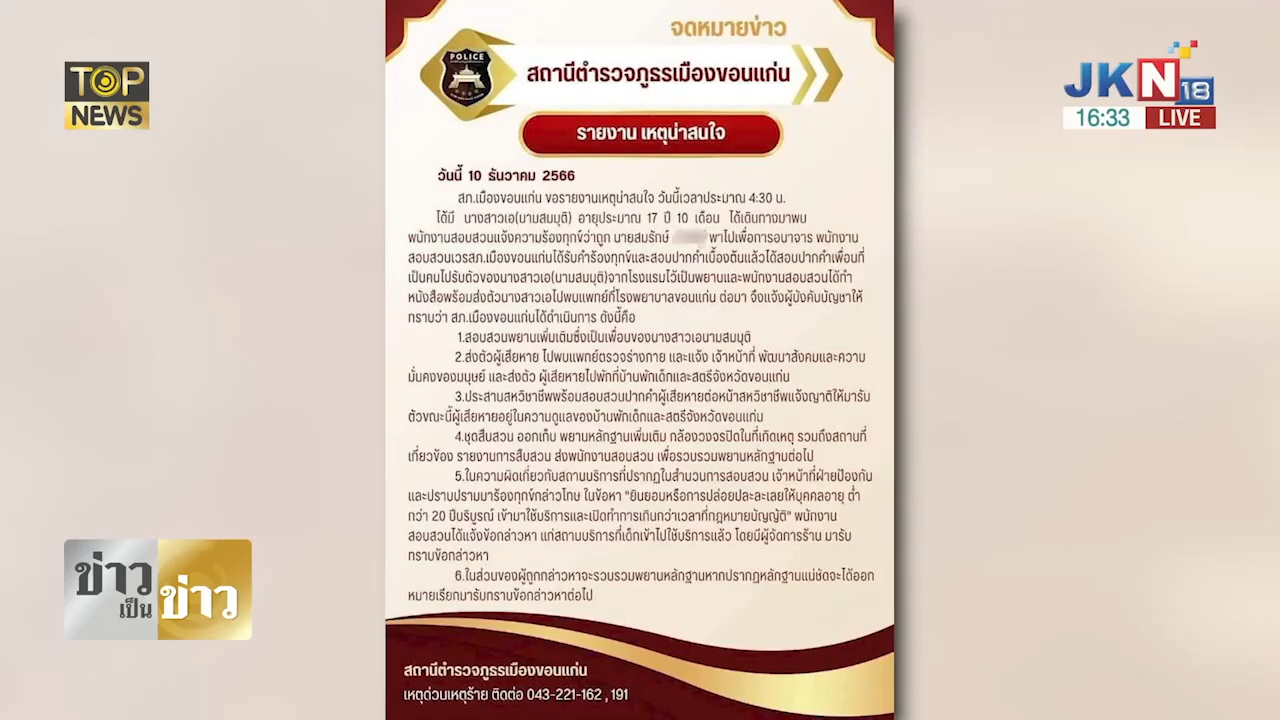 TOP
NEWS
JKN18
16:33 LIVE
จดหมายข่าว
POLICE
สถานีตำรวจภูธรเมืองขอนแก่น
รายงาน เหตุน่าสนใจ
วันนี้ 10 ธันวาคม 2566
สภ.เมืองขอนแก่น ขอรายงานเหตุน่าสนใจ วันนี้เวลาประมาณ 4:30 น.
ได้มี นางสาวเอ(นามสมมุติ) อายุประมาณ 17 ปี 10 เดือน ได้เดินทางมาพบ
พนักงานสอบสวนแจ้งความร้องทุกข์ว่าถูก นายสมรักษ์ พาไปเพื่อการอนาจาร พนักงาน
สอบสวนเวรสภ.เมืองขอนแก่นได้รับคำร้องทุกข์และสอบปากคำเบื้องต้นแล้วได้สอบปากคำเพื่อนที่
เป็นคนไปรับตัวของนางสาวเอ(นามสมมุติ)จากโรงแรมไว้เป็นพยานและพนักงานสอบสวนได้ทำ
หนังสือพร้อมส่งตัวนางสาวเอไปพบแพทย์ที่โรงพยาบาลขอนแก่น ต่อมา จึงแจ้งผู้บังคับบัญชาให้
ทราบว่า สภ.เมืองขอนแก่นได้ดำเนินการ ดังนี้คือ
1.สอบสวนพยานเพิ่มเติมซึ่งเป็นเพื่อนของนางสาวเอนามสมมุติ
2.ส่งตัวผู้เสียหาย ไปพบแพทย์ตรวจร่างกาย และแจ้ง เจ้าหน้าที่ พัฒนาสังคมและความ
มั่นคงของมนุษย์ และส่งตัว ผู้เสียหายไปพักที่บ้านพักเด็กและสตรีจังหวัดขอนแก่น
3.ประสานสหวิชาชีพพร้อมสอบสวนปากคำผู้เสียหายต่อหน้าสหวิชาชีพแจ้งญาติให้มารับ
ตัวขณะนี้ผู้เสียหายอยู่ในความดูแลของบ้านพักเด็กและสตรีจังหวัดขอนแก่น
4.ชุดสืบสวน ออกเก็บ พยานหลักฐานเพิ่มเติม กล้องวงจรปิดในที่เกิดเหตุ รวมถึงสถานที่
เกี่ยวข้อง รายงานการสืบสวน ส่งพนักงานสอบสวน เพื่อรวบรวมพยานหลักฐานต่อไป
5.ในความผิดเกี่ยวกับสถานบริการที่ปรากฏในสำนวนการสอบสวน เจ้าหน้าที่ฝ่ายป้องกัน
และปราบปรามมาร้องทุกข์กล่าวโทษ ในข้อหา "ยินยอมหรือการปล่อยปละละเลยให้บุคคลอายุ ต่ำ
กว่า 20 ปีบริบูรณ์ เข้ามาใช้บริการและเปิดทำการเกินกว่าเวลาที่กฎหมายบัญญัติ" พนักงาน
สอบสวนได้แจ้งข้อกล่าวหา แก่สถานบริการที่เด็กเข้าไปใช้บริการแล้ว โดยมีผู้จัดการร้าน มารับ
ทราบข้อกล่าวหา
6.ในส่วนของผู้ถูกกล่าวหาจะรวบรวมพยานหลักฐานหากปรากฏหลักฐานแน่ชัดจะได้ออก
หมายเรียกมารับทราบข้อกล่าวหาต่อไป
ข่าว
เป็น
ข่าว
สถานีตำรวจภูธรเมืองขอนแก่น
เหตุด่วนเหตุร้าย ติดต่อ 043-221-162 , 191